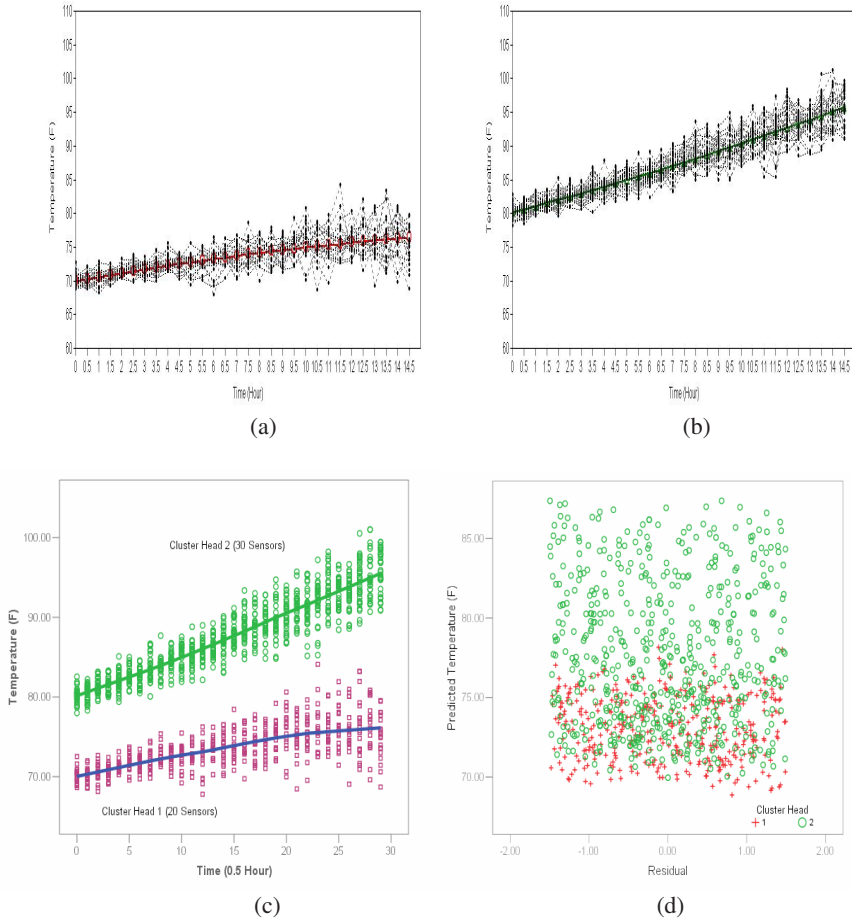 110
105
100
95
90
85
80
75
70
65
60
Temperature (F)
0 0.5 1 1.5 2 2.5 3 3.5 4 4.5 5 5.5 6 6.5 7 7.5 8 8.5 9 9.5 10 10.5 11 11.5 12 12.5 13 13.5 14 14.5
Time (Hour)
(a)
110
105
100
95
90
85
80
75
70
65
60
Temperature (F)
0 0.5 1 1.5 2 2.5 3 3.5 4 4.5 5 5.5 6 6.5 7 7.5 8 8.5 9 9.5 10 10.5 11 11.5 12 12.5 13 13.5 14 14.5
Time (Hour)
(b)
100.00
90.00
80.00
70.00
Temperature (F)
Cluster Head 2 (30 Sensors)
Cluster Head 1 (20 Sensors)
0 5 10 15 20 25 30
Time (0.5 Hour)
(c)
85.00
80.00
75.00
70.00
Predicted Temperature (F)
Cluster Head
1 2
-2.00 -1.00 0.00 1.00 2.00
Residual
(d)